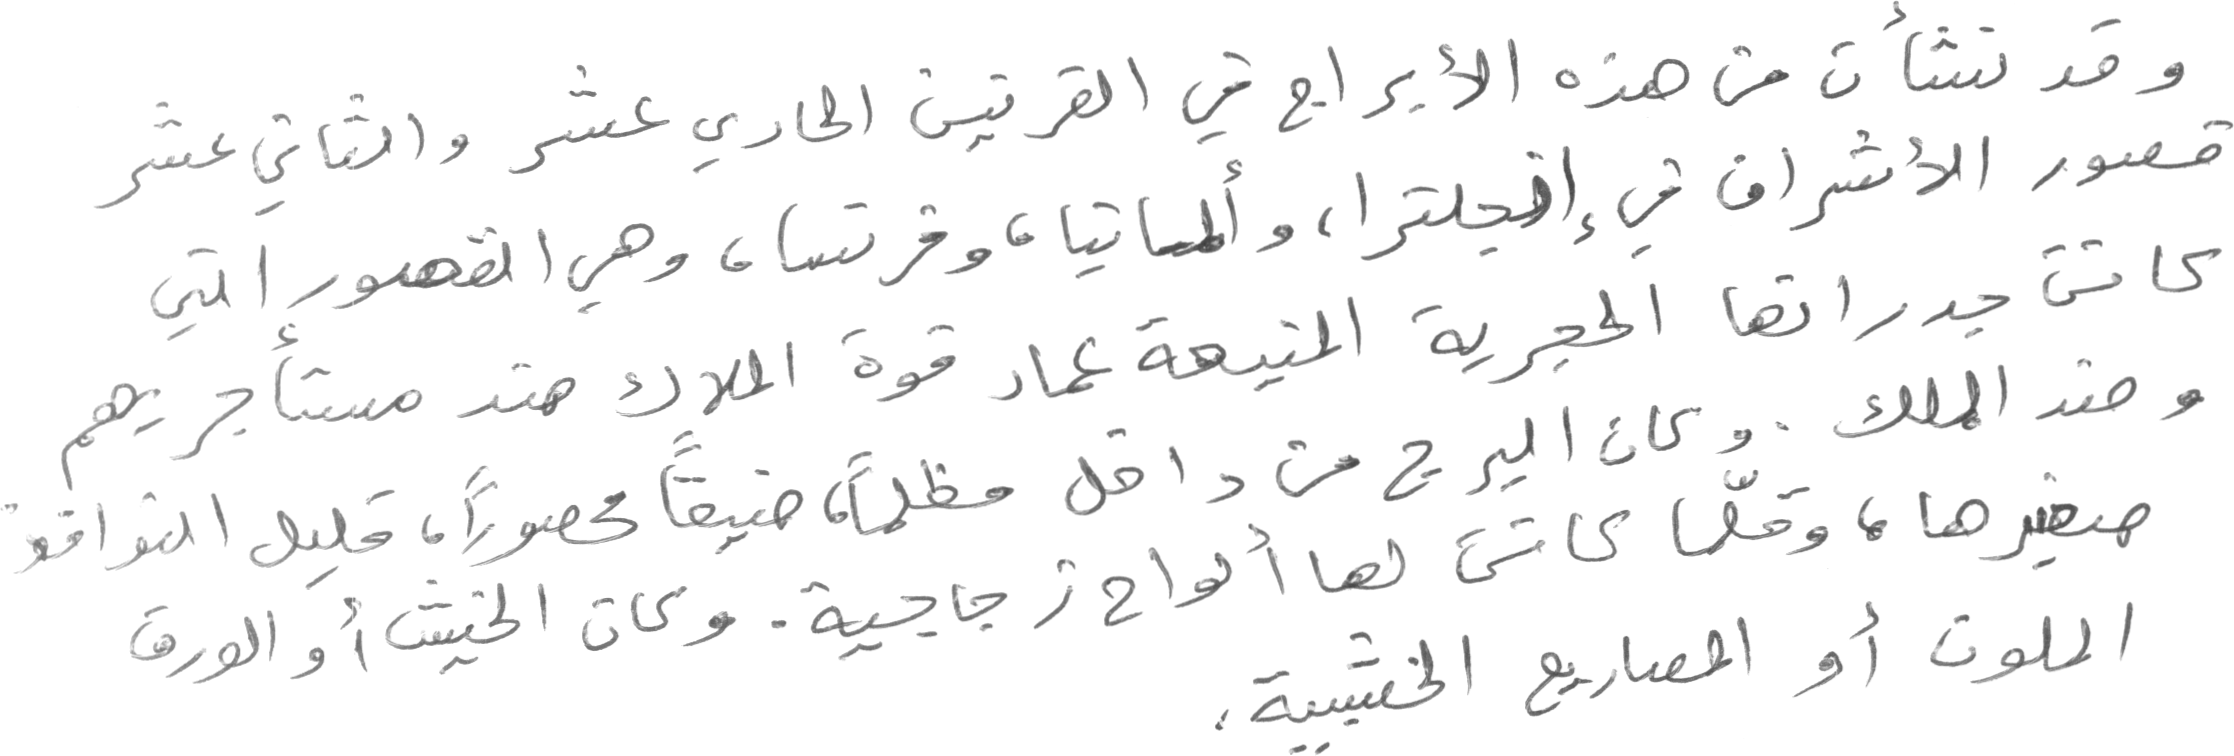 وقد نشأت من هذه الأبراج في القرنين الحادي عشر والثاني عشر
قصور الأشراف في إنجلترا، وألمانيا، وفرنسا، وهي القصور التي
كانت جدرانها الحجرية المنيعة عماد قوة الملاك ضد مستأجريهم
وضد الملك. وكان البرج من داخل مظلماً، ضيقاً محصوراً، قليل النوافذ
صغيرها، وقلّما كانت لها ألواح زجاجية. وكان الخيش أو الورق
الملون أو المصاريع الخشبية،